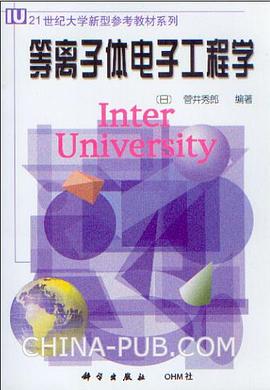 IU 21世纪大学新型参考教材系列
等离子体电子工程学
〔日〕 菅井秀郎 编著
Inter
University
CHINA-PUB.COM
科学出版社 OHM社